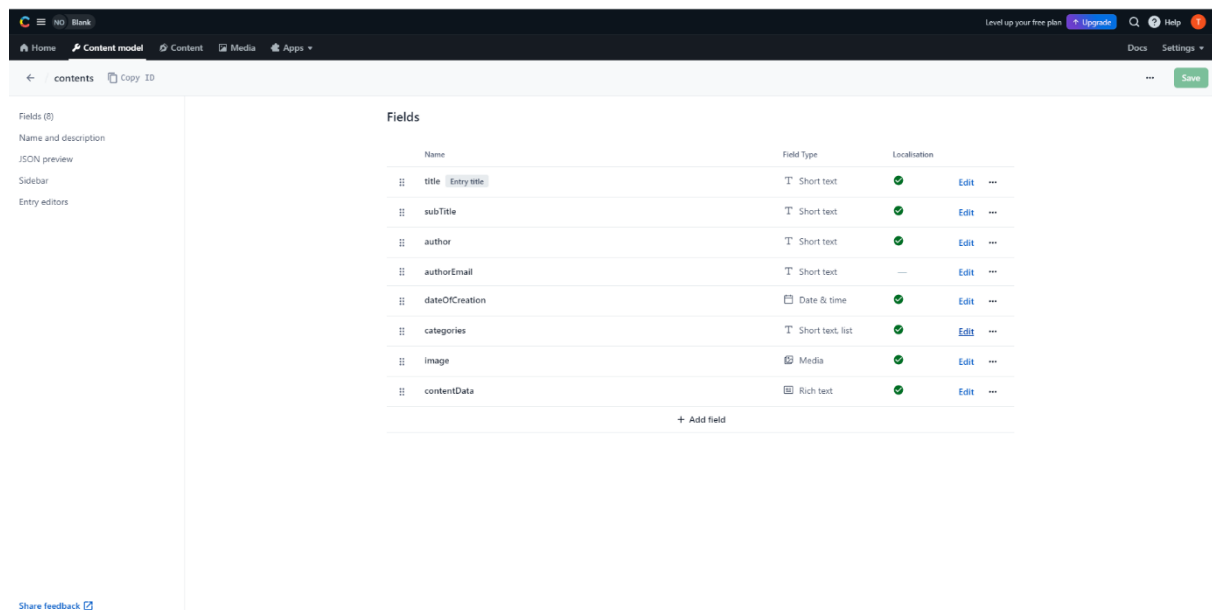 NO Blank Level up your free plan Upgrade Help T
Home Content model Content Media Apps Docs Settings
contents Copy ID Save
Fields (8)
Name and description
JSON preview
Sidebar
Entry editors
Fields
Name Field Type Localisation
title Entry title Short text Edit
subTitle Short text Edit
author Short text Edit
authorEmail Short text — Edit
dateOfCreation Date & time Edit
categories Short text, list Edit
image Media Edit
contentData Rich text Edit
+ Add field
Share feedback